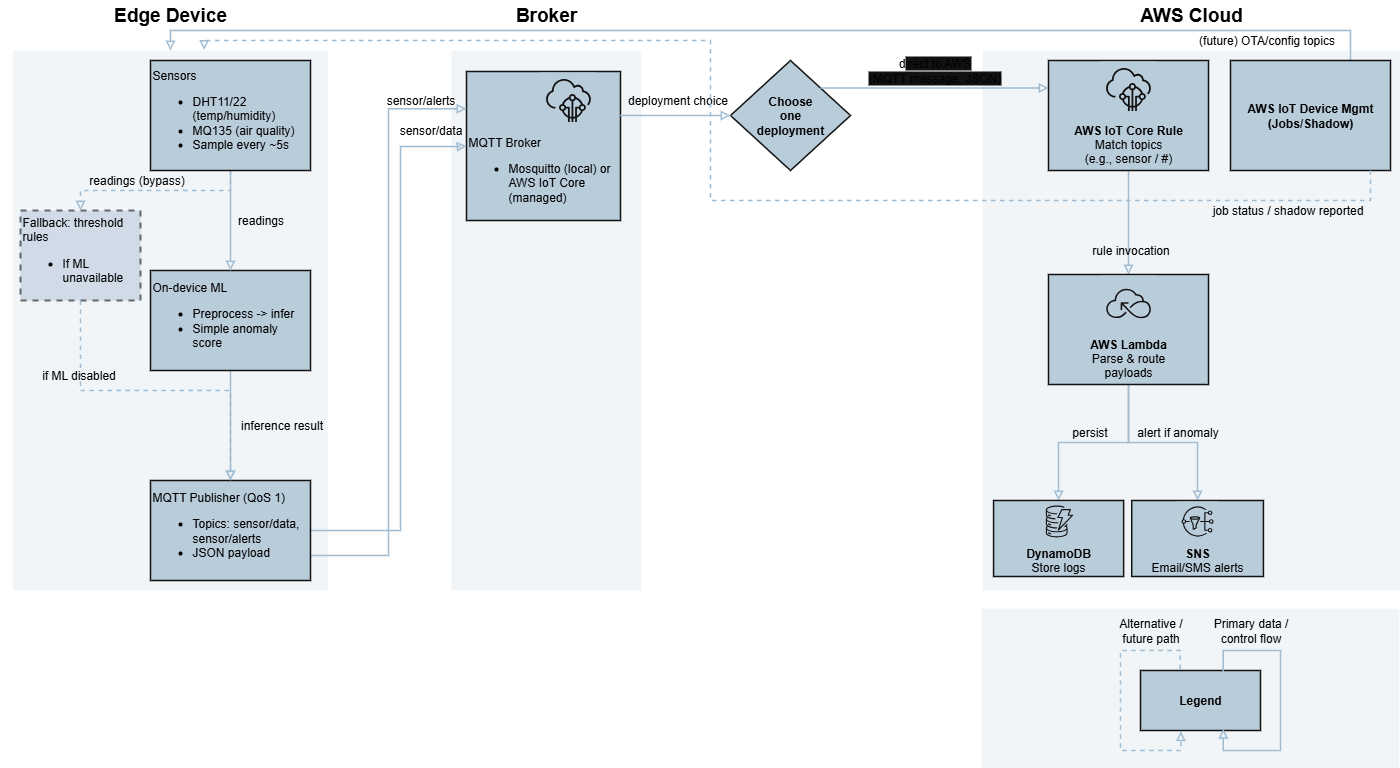 Edge Device
Broker
AWS Cloud
(future) OTA/config topics
Sensors
DHT11/22
(temp/humidity)
MQ135 (air quality)
Sample every ~5s
readings (bypass)
Fallback: threshold
rules
If ML
unavailable
readings
On-device ML
Preprocess -> infer
Simple anomaly
score
if ML disabled
inference result
MQTT Publisher (QoS 1)
Topics: sensor/data,
sensor/alerts
JSON payload
sensor/alerts
sensor/data
MQTT Broker
Mosquitto (local) or
AWS IoT Core
(managed)
deployment choice
Choose
one
deployment
direct to AWS
(MQTT message, JSON)
AWS IoT Core Rule
Match topics
(e.g., sensor / #)
AWS IoT Device Mgmt
(Jobs/Shadow)
job status / shadow reported
rule invocation
AWS Lambda
Parse & route
payloads
persist
alert if anomaly
DynamoDB
Store logs
SNS
Email/SMS alerts
Alternative /
future path
Primary data /
control flow
Legend